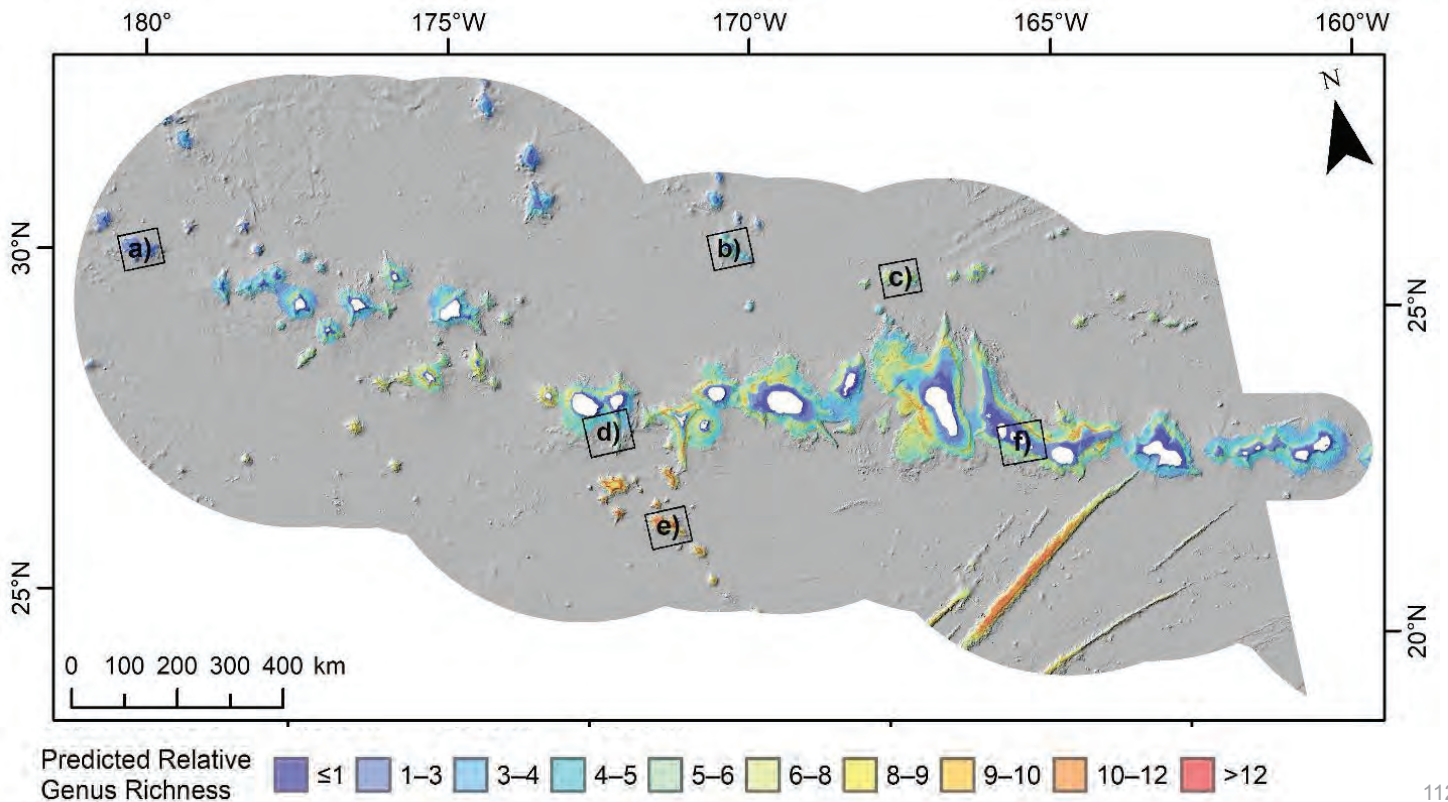 180° 175°W 170°W 165°W 160°W
N
30°N
25°N
a)
b)
c)
d)
e)
f)
25°N
20°N
0 100 200 300 400 km
Predicted Relative
Genus Richness
≤1 1–3 3–4 4–5 5–6 6–8 8–9 9–10 10–12 >12
112